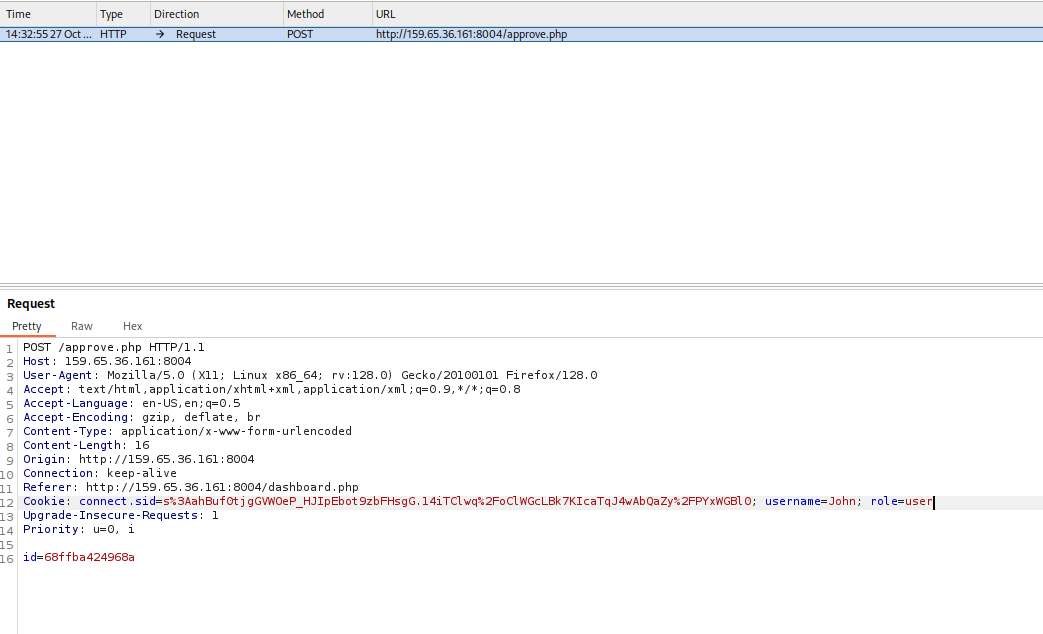 Time Type Direction Method URL
14:32:55 27 Oct ... HTTP → Request POST http://159.65.36.161:8004/approve.php
Request
Pretty Raw Hex
1 POST /approve.php HTTP/1.1
2 Host: 159.65.36.161:8004
3 User-Agent: Mozilla/5.0 (X11; Linux x86_64; rv:128.0) Gecko/20100101 Firefox/128.0
4 Accept: text/html,application/xhtml+xml,application/xml;q=0.9,*/*;q=0.8
5 Accept-Language: en-US,en;q=0.5
6 Accept-Encoding: gzip, deflate, br
7 Content-Type: application/x-www-form-urlencoded
8 Content-Length: 16
9 Origin: http://159.65.36.161:8004
10 Connection: keep-alive
11 Referer: http://159.65.36.161:8004/dashboard.php
12 Cookie: connect.sid=s%3AahBuf0tjgGVWOeP_HJIpEbot9zbFHsgG.14iTClwq%2FoClWGcLBk7KIcaTqJ4wAbQaZy%2FPYxWGBl0; username=John; role=user
13 Upgrade-Insecure-Requests: 1
14 Priority: u=0, i
15
16 id=68ffba424968a